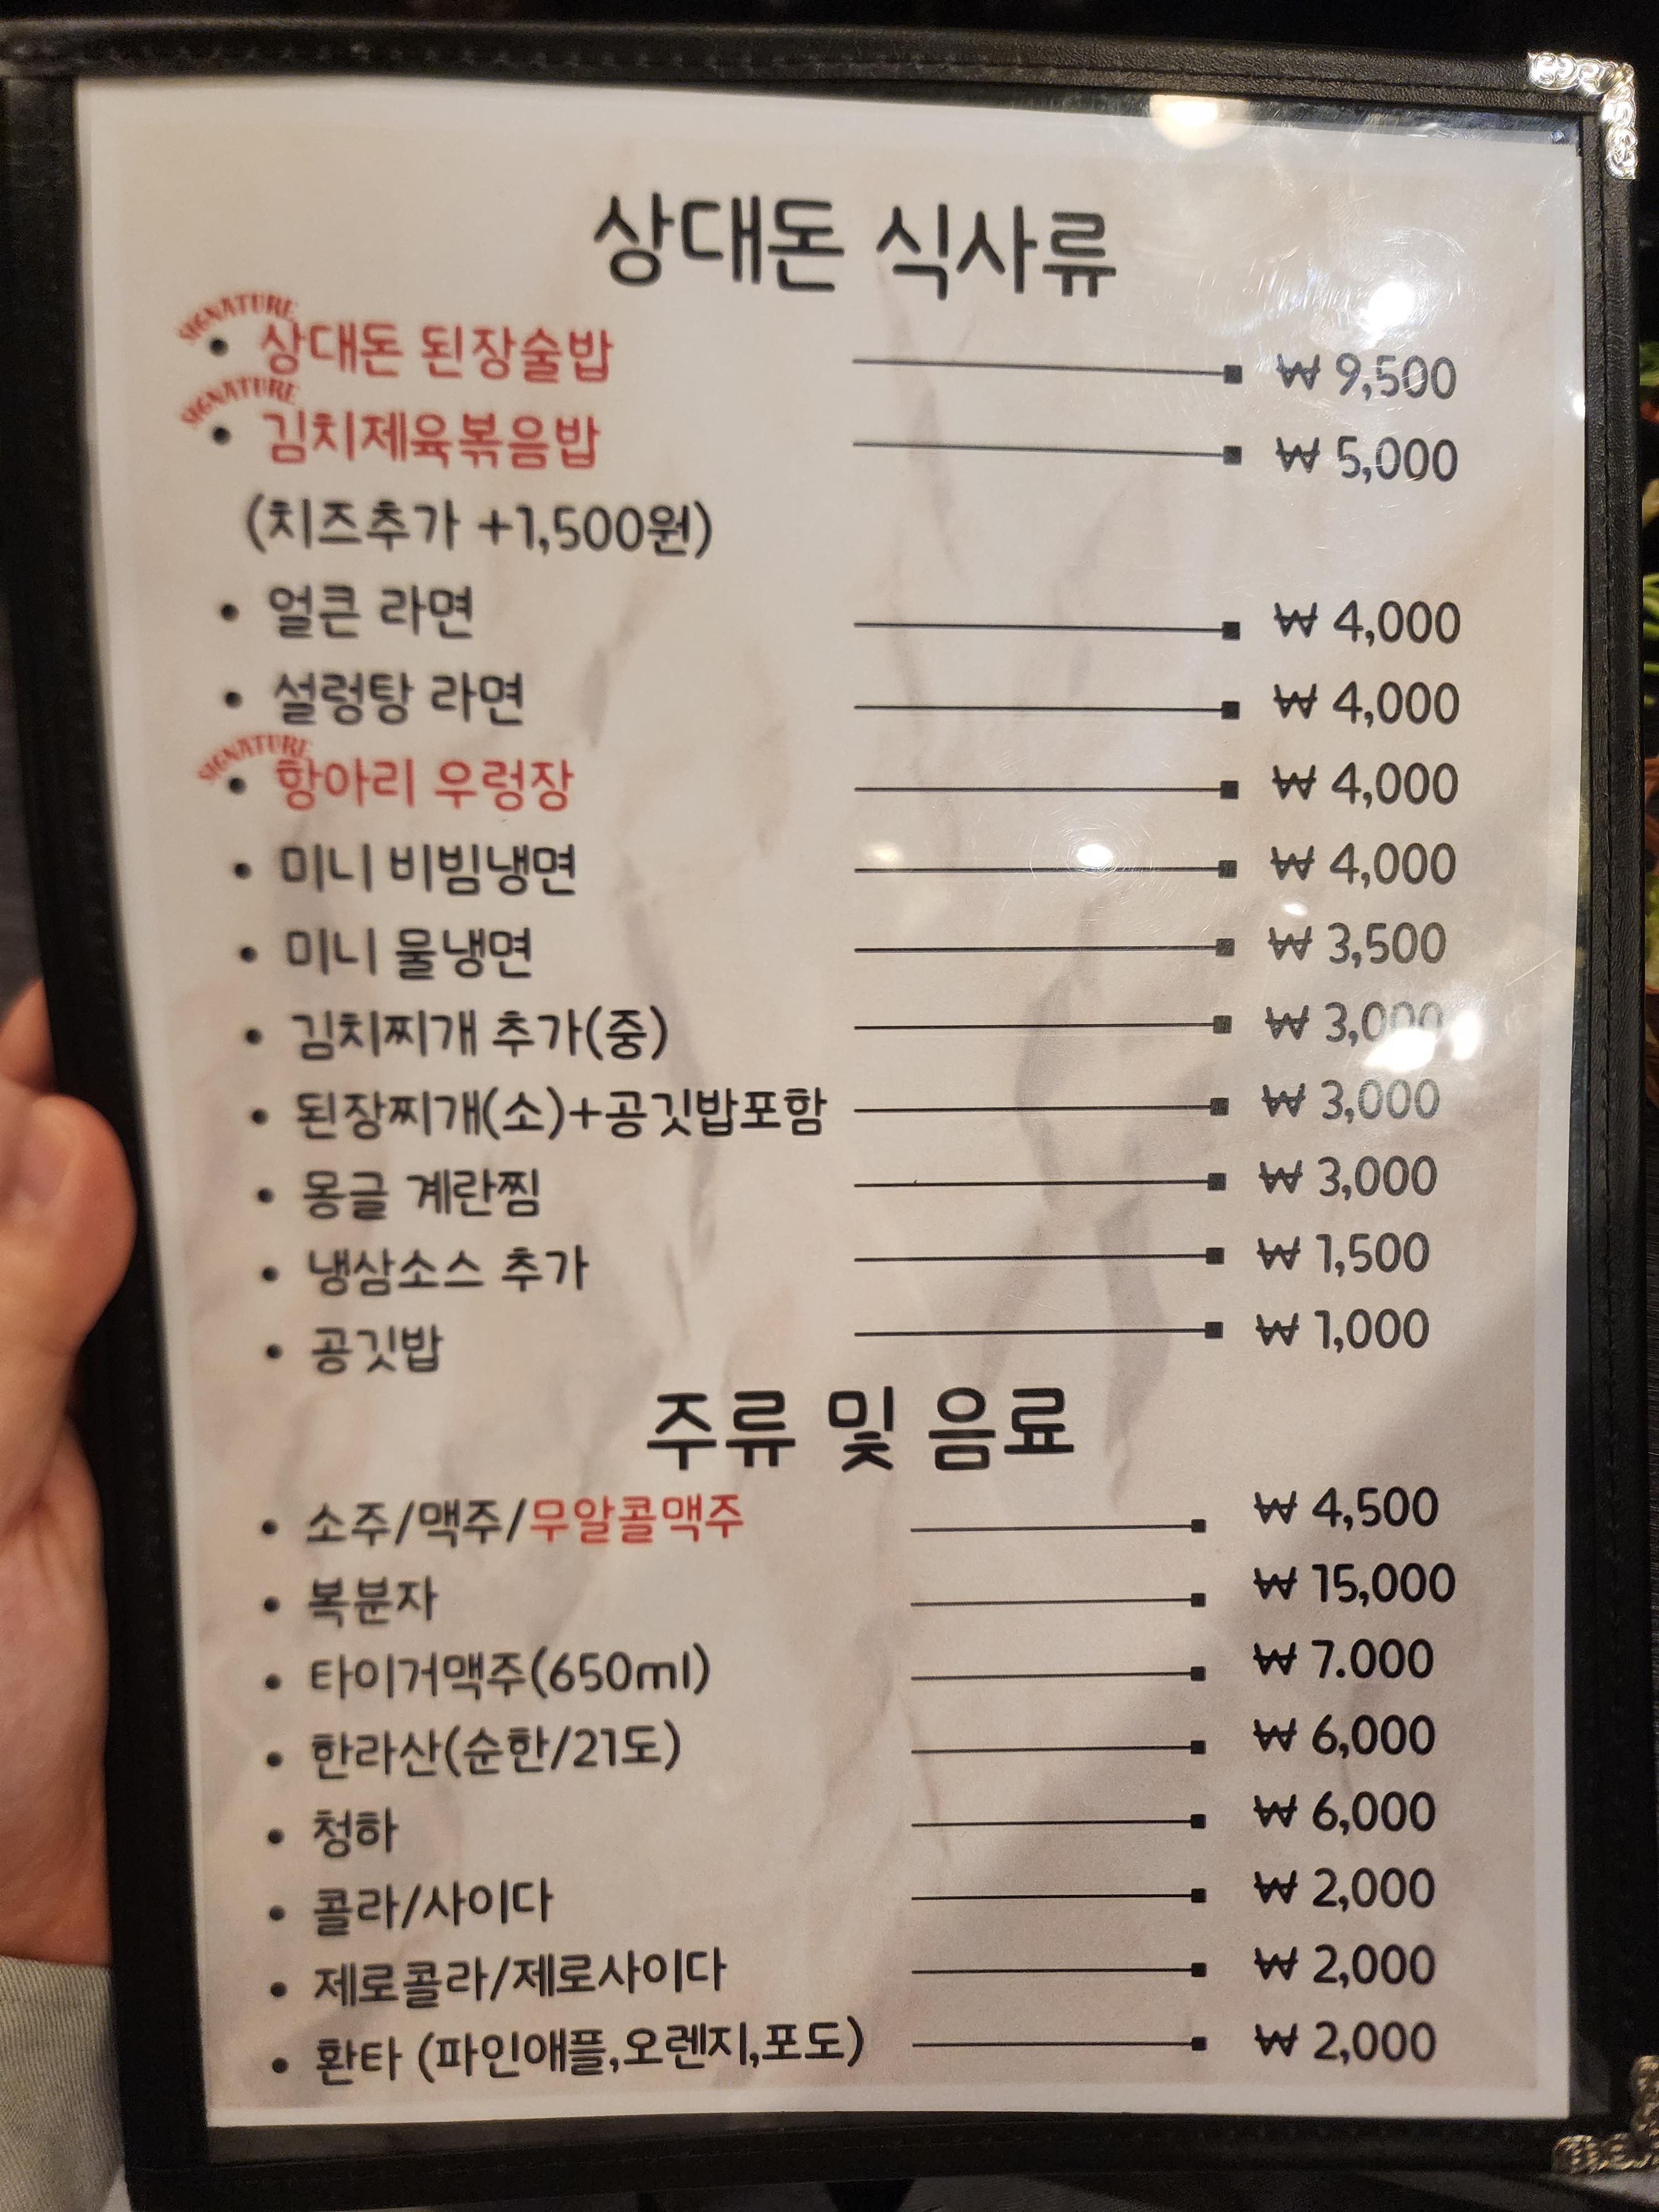 상대돈 식사류
SIGNATURE
• 상대돈 된장술밥 ₩ 9,500
SIGNATURE
• 김치제육볶음밥 ₩ 5,000
(치즈추가 +1,500원)
• 얼큰 라면 ₩ 4,000
• 설렁탕 라면 ₩ 4,000
SIGNATURE
• 항아리 우렁장 ₩ 4,000
• 미니 비빔냉면 ₩ 4,000
• 미니 물냉면 ₩ 3,500
• 김치찌개 추가(중) ₩ 3,000
• 된장찌개(소)+공깃밥포함 ₩ 3,000
• 몽글 계란찜 ₩ 3,000
• 냉삼소스 추가 ₩ 1,500
• 공깃밥 ₩ 1,000
주류 및 음료
• 소주/맥주/무알콜맥주 ₩ 4,500
• 복분자 ₩ 15,000
• 타이거맥주(650ml) ₩ 7.000
• 한라산(순한/21도) ₩ 6,000
• 청하 ₩ 6,000
• 콜라/사이다 ₩ 2,000
• 제로콜라/제로사이다 ₩ 2,000
• 환타 (파인애플,오렌지,포도) ₩ 2,000